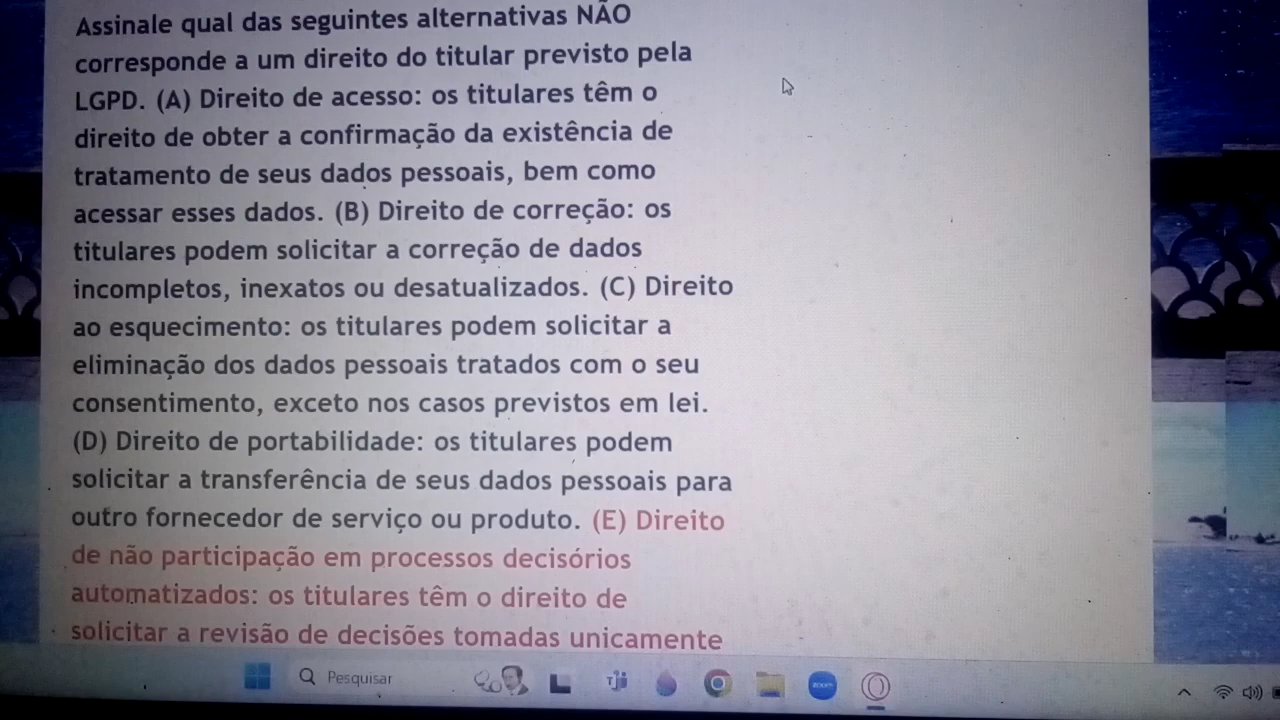 Assinale qual das seguintes alternativas NÃO
corresponde a um direito do titular previsto pela
LGPD. (A) Direito de acesso: os titulares têm o
direito de obter a confirmação da existência de
tratamento de seus dados pessoais, bem como
acessar esses dados. (B) Direito de correção: os
titulares podem solicitar a correção de dados
incompletos, inexatos ou desatualizados. (C) Direito
ao esquecimento: os titulares podem solicitar a
eliminação dos dados pessoais tratados com o seu
consentimento, exceto nos casos previstos em lei.
(D) Direito de portabilidade: os titulares podem
solicitar a transferência de seus dados pessoais para
outro fornecedor de serviço ou produto. (E) Direito
de não participação em processos decisórios
automatizados: os titulares têm o direito de
solicitar a revisão de decisões tomadas unicamente
Pesquisar
zoom